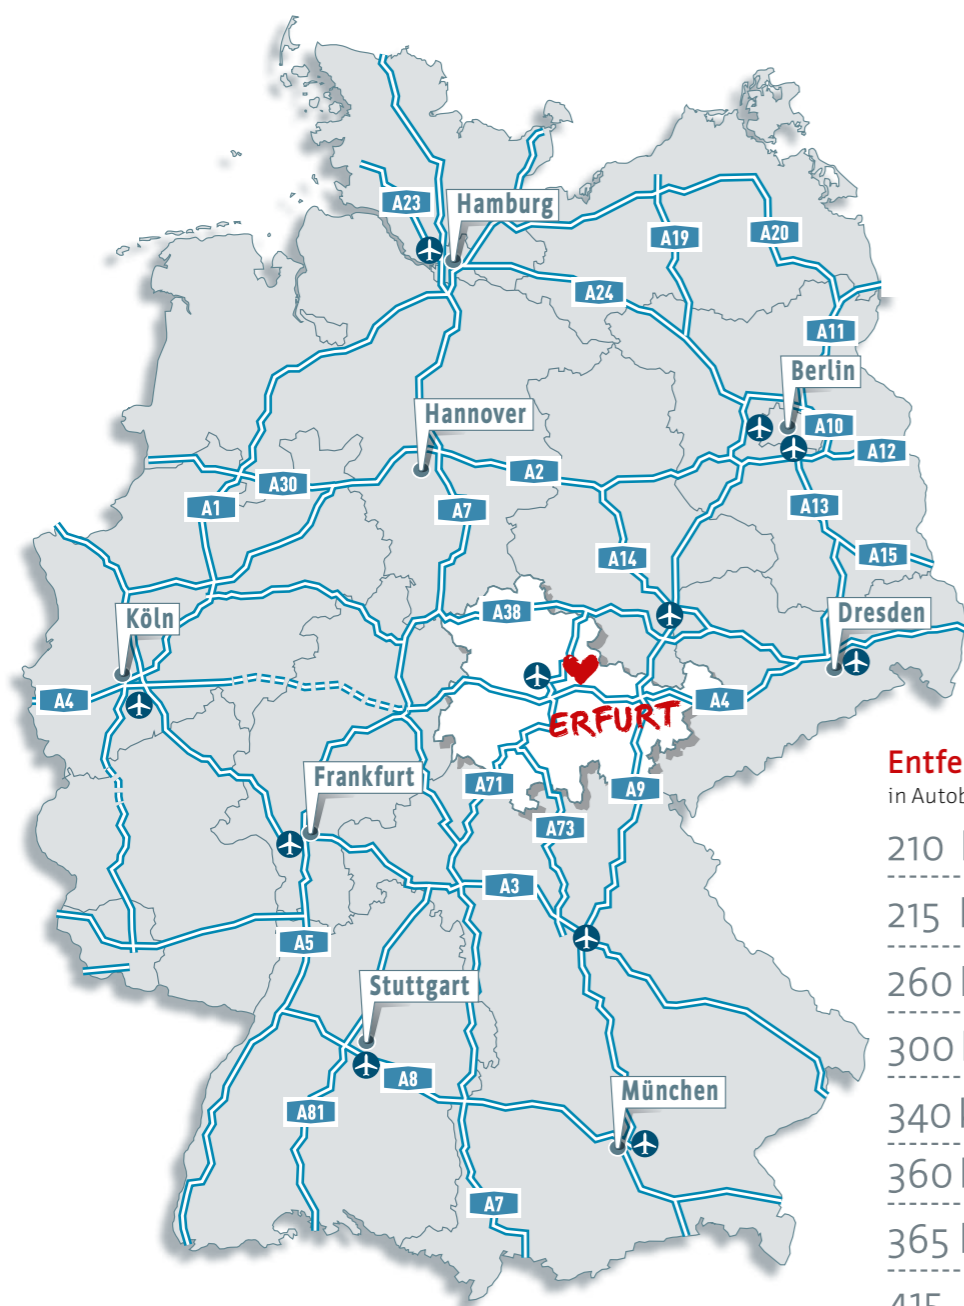 A23
Hamburg
A19
A20
A24
A11
Berlin
Hannover
A10
A12
A30
A2
A1
A7
A13
A14
A15
A38
Köln
Dresden
A4
A4
ERFURT
Frankfurt
A71
A9
Entfe
in Autob
A73
210
A3
215
A5
260
Stuttgart
300
A8
München
A81
340
360
A7
365
415